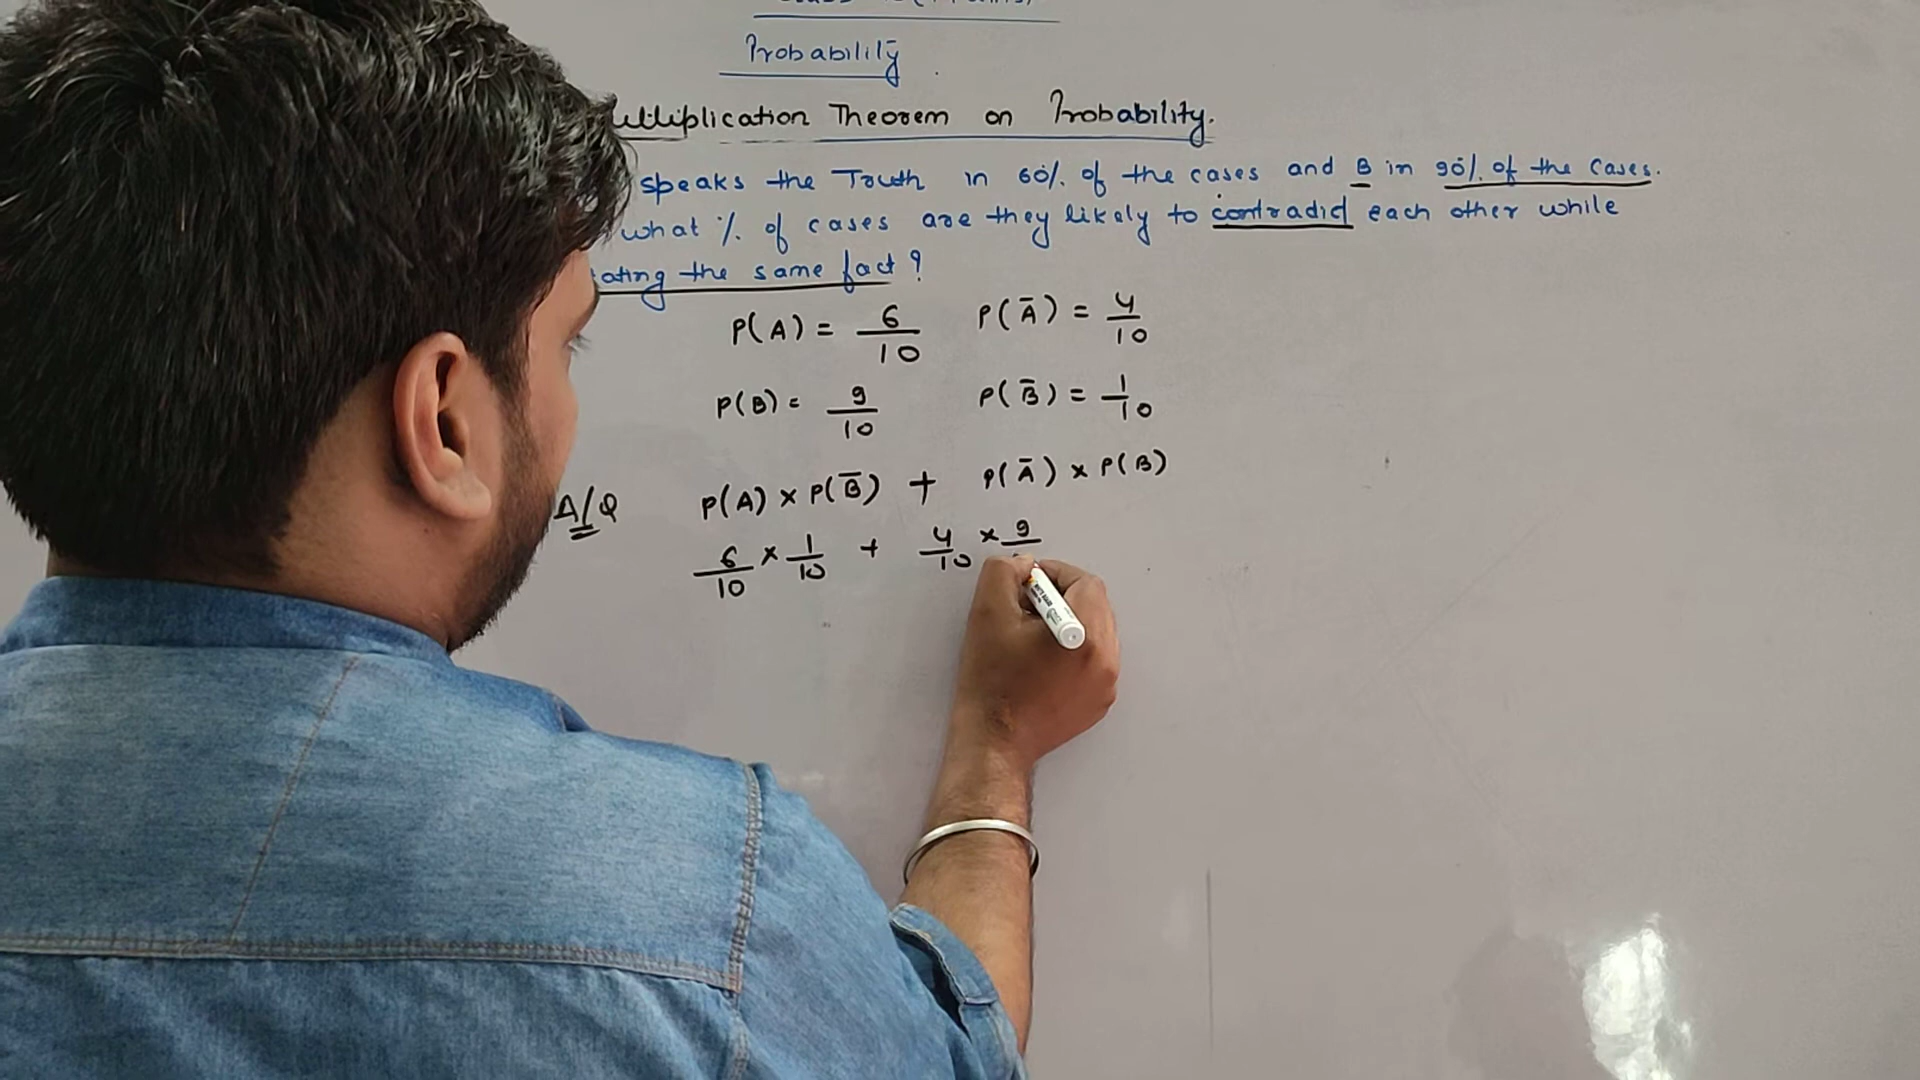 Probability
Multiplication Theorem on Probability.
speaks the Truth in 60%. of the cases and B in 90%. of the cases.
what %. of cases are they likely to contradict each other while
ating the same fact?
P(A) = 6/10 P(Ā) = 4/10
P(B) = 9/10 P(B̄) = 1/10
A/Q P(A) × P(B̄) + P(Ā) × P(B)
6/10 × 1/10 + 4/10 × 9/